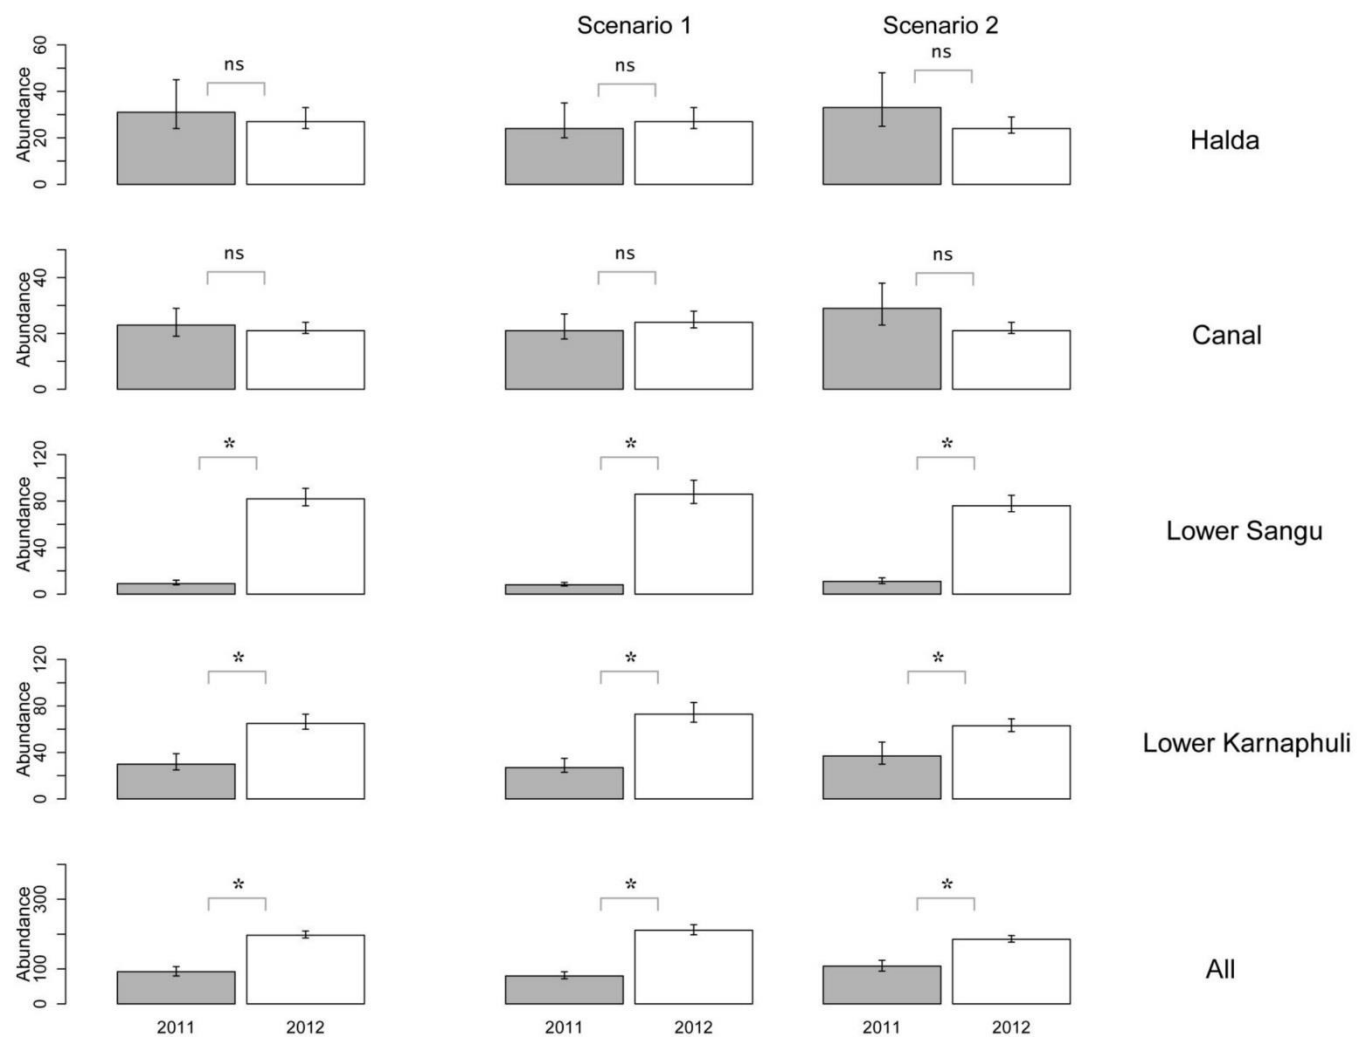 Scenario 1
Scenario 2
Abundance
0 20 40 60
ns
ns
ns
Halda
Abundance
0 20 40
ns
ns
ns
Canal
Abundance
0 40 80 120
*
*
*
Lower Sangu
Abundance
0 40 80 120
*
*
*
Lower Karnaphuli
Abundance
0 100 300
*
*
*
All
2011 2012 2011 2012 2011 2012